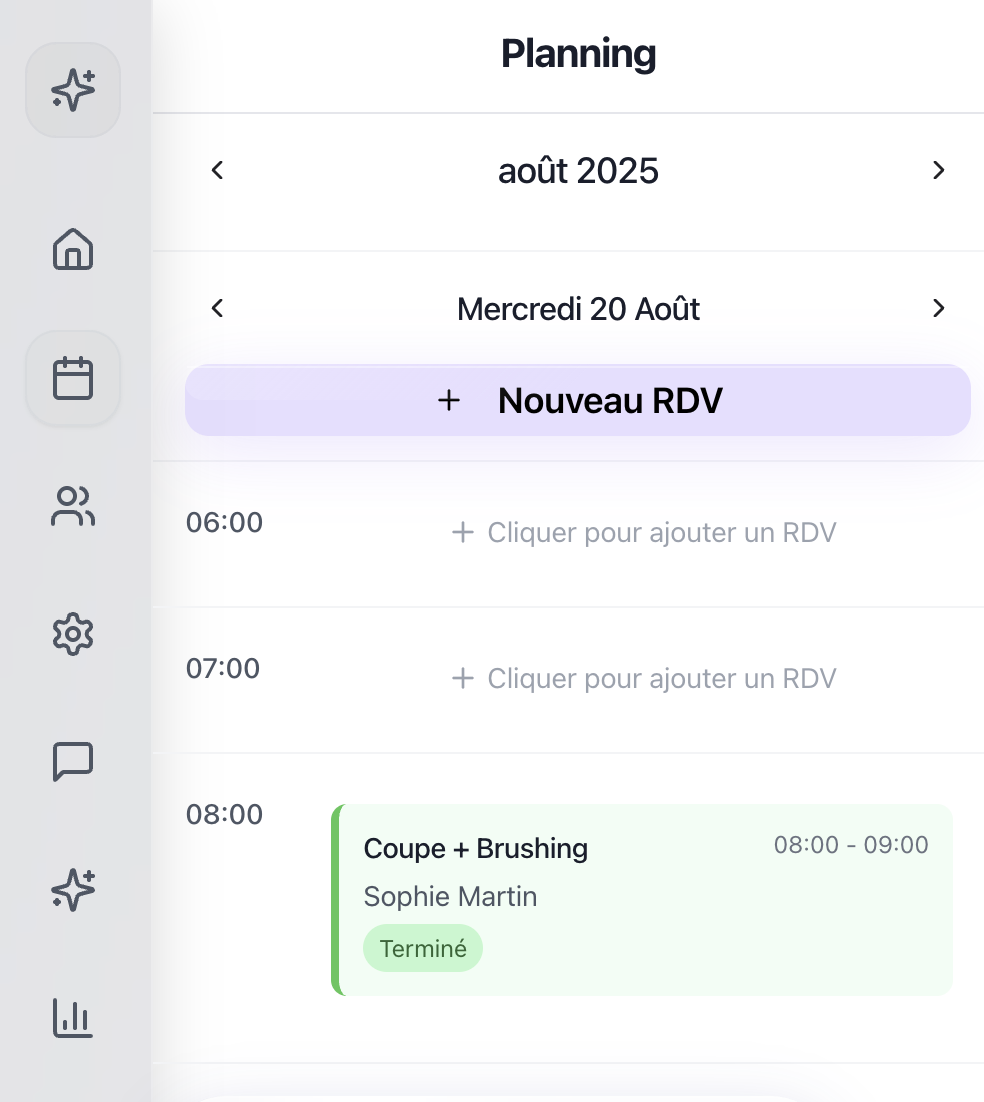 Planning
août 2025
Mercredi 20 Août
Nouveau RDV
06:00
Cliquer pour ajouter un RDV
07:00
Cliquer pour ajouter un RDV
08:00
Coupe + Brushing 08:00 - 09:00
Sophie Martin
Terminé